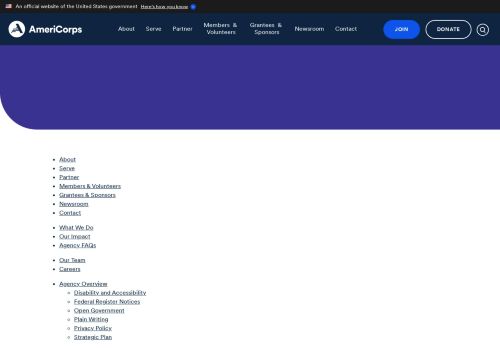 An official website of the United States government Here's how you know
AmeriCorps
About
Serve
Partner
Members &
Volunteers
Grantees &
Sponsors
Newsroom
Contact
JOIN
DONATE
About
Serve
Partner
Members & Volunteers
Grantees & Sponsors
Newsroom
Contact
What We Do
Our Impact
Agency FAQs
Our Team
Careers
Agency Overview
Disability and Accessibility
Federal Register Notices
Open Government
Plain Writing
Privacy Policy
Strategic Plan